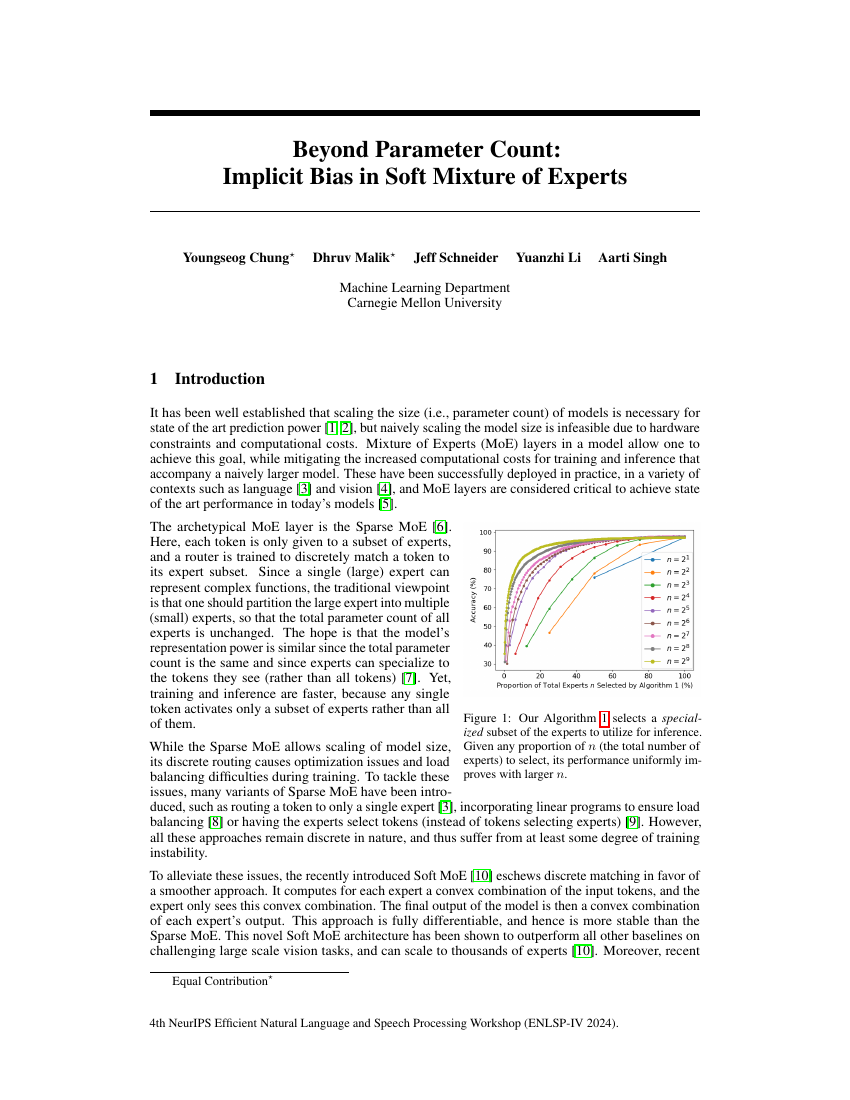 Beyond Parameter Count:
Implicit Bias in Soft Mixture of Experts
Youngseog Chung⋆ Dhruv Malik⋆ Jeff Schneider Yuanzhi Li Aarti Singh
Machine Learning Department
Carnegie Mellon University
1 Introduction
It has been well established that scaling the size (i.e., parameter count) of models is necessary for
state of the art prediction power [1, 2], but naively scaling the model size is infeasible due to hardware
constraints and computational costs. Mixture of Experts (MoE) layers in a model allow one to
achieve this goal, while mitigating the increased computational costs for training and inference that
accompany a naively larger model. These have been successfully deployed in practice, in a variety of
contexts such as language [3] and vision [4], and MoE layers are considered critical to achieve state
of the art performance in today's models [5].
The archetypical MoE layer is the Sparse MoE [6].
Here, each token is only given to a subset of experts,
and a router is trained to discretely match a token to
its expert subset. Since a single (large) expert can
represent complex functions, the traditional viewpoint
is that one should partition the large expert into multiple
(small) experts, so that the total parameter count of all
experts is unchanged. The hope is that the model's
representation power is similar since the total parameter
count is the same and since experts can specialize to
the tokens they see (rather than all tokens) [7]. Yet,
training and inference are faster, because any single
token activates only a subset of experts rather than all
of them.
100
90
80
70
60
50
40
30
Accuracy (%)
0 20 40 60 80 100
Proportion of Total Experts n Selected by Algorithm 1 (%)
n = 2^1
n = 2^2
n = 2^3
n = 2^4
n = 2^5
n = 2^6
n = 2^7
n = 2^8
n = 2^9
Figure 1: Our Algorithm 1 selects a special-
ized subset of the experts to utilize for inference.
Given any proportion of n (the total number of
experts) to select, its performance uniformly im-
proves with larger n.
While the Sparse MoE allows scaling of model size,
its discrete routing causes optimization issues and load
balancing difficulties during training. To tackle these
issues, many variants of Sparse MoE have been intro-
duced, such as routing a token to only a single expert [3], incorporating linear programs to ensure load
balancing [8] or having the experts select tokens (instead of tokens selecting experts) [9]. However,
all these approaches remain discrete in nature, and thus suffer from at least some degree of training
instability.
To alleviate these issues, the recently introduced Soft MoE [10] eschews discrete matching in favor of
a smoother approach. It computes for each expert a convex combination of the input tokens, and the
expert only sees this convex combination. The final output of the model is then a convex combination
of each expert's output. This approach is fully differentiable, and hence is more stable than the
Sparse MoE. This novel Soft MoE architecture has been shown to outperform all other baselines on
challenging large scale vision tasks, and can scale to thousands of experts [10]. Moreover, recent
Equal Contribution⋆
4th NeurIPS Efficient Natural Language and Speech Processing Workshop (ENLSP-IV 2024).